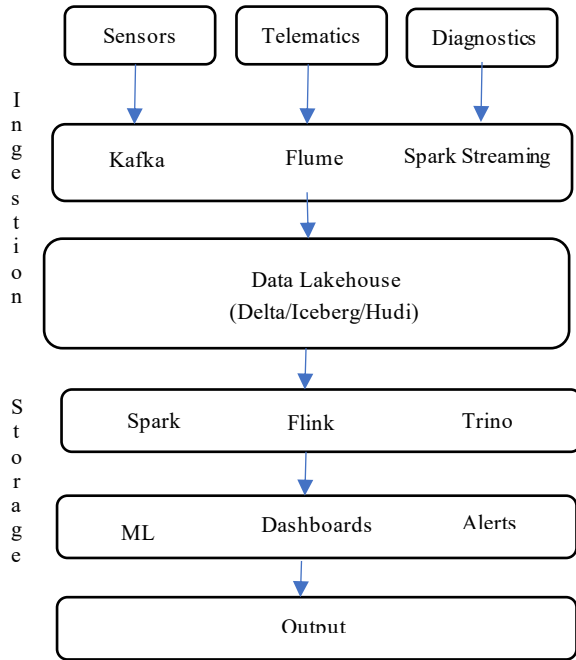 Sensors Telematics Diagnostics
Ingestion
Kafka Flume Spark Streaming
Data Lakehouse
(Delta/Iceberg/Hudi)
Storage
Spark Flink Trino
ML Dashboards Alerts
Output